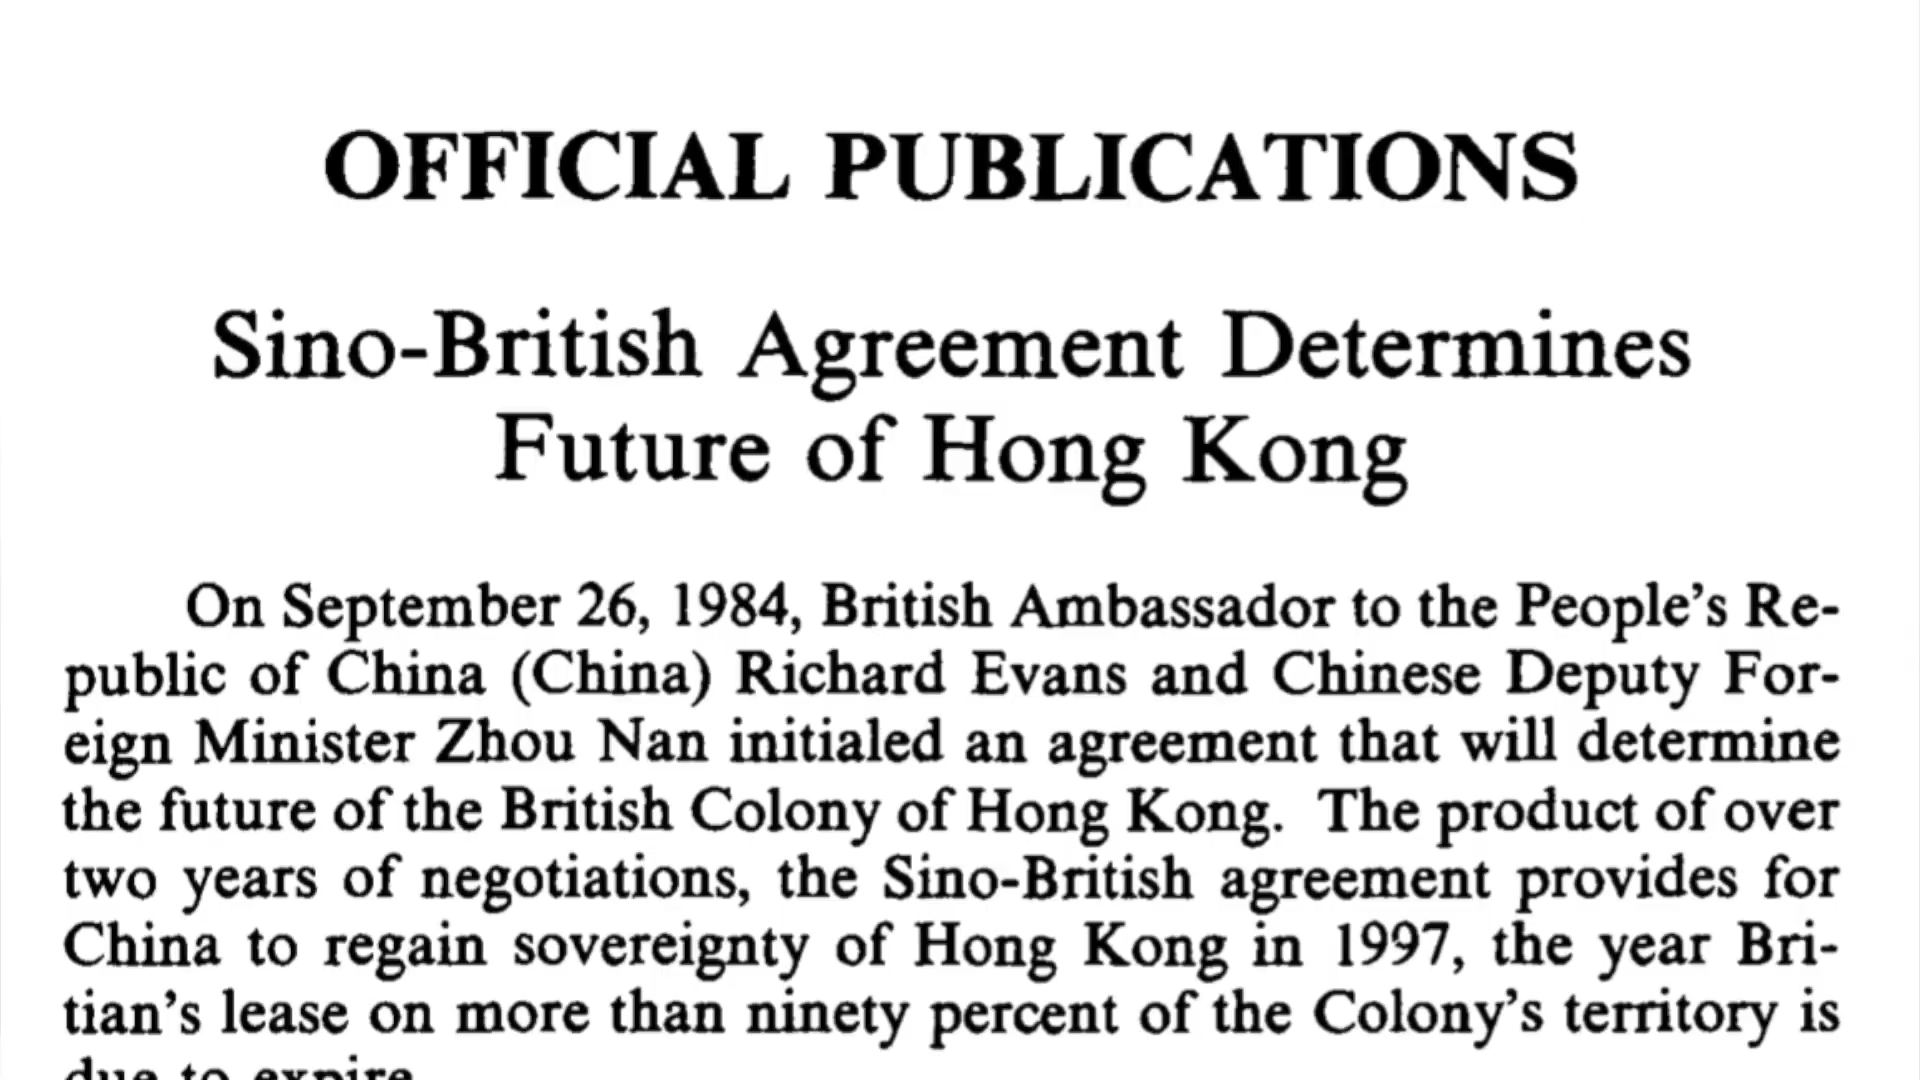 OFFICIAL PUBLICATIONS
Sino-British Agreement Determines
Future of Hong Kong
On September 26, 1984, British Ambassador to the People's Re-
public of China (China) Richard Evans and Chinese Deputy For-
eign Minister Zhou Nan initialed an agreement that will determine
the future of the British Colony of Hong Kong. The product of over
two years of negotiations, the Sino-British agreement provides for
China to regain sovereignty of Hong Kong in 1997, the year Bri-
tian's lease on more than ninety percent of the Colony's territory is
due to expire.